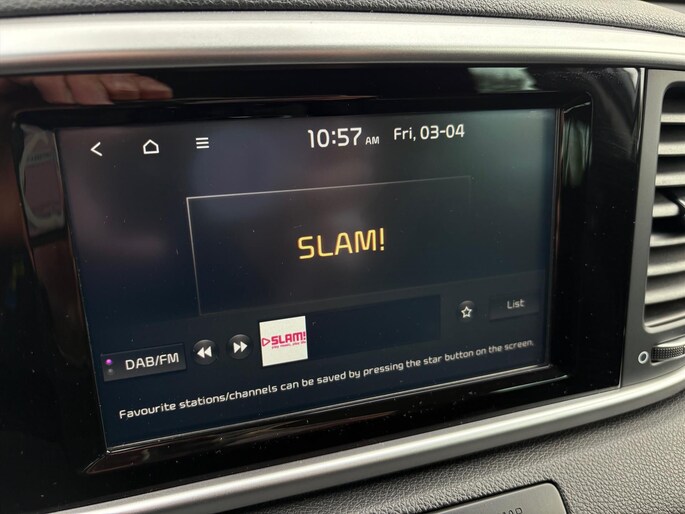 10:57 AM Fri, 03-04
SLAM!
List
DAB/FM
SLAM!
Favourite stations/channels can be saved by pressing the star button on the screen.